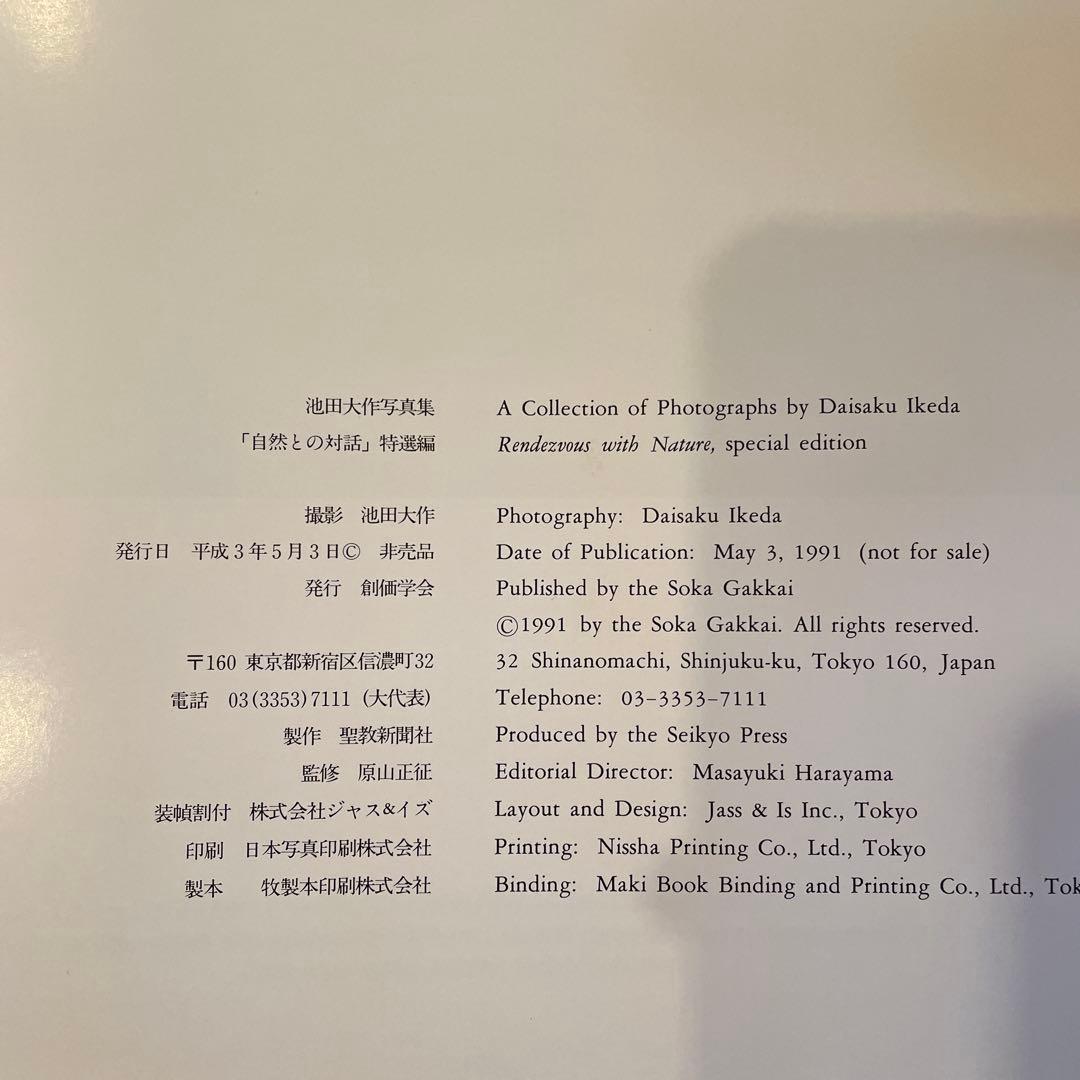 池田大作写真集 A Collection of Photographs by Daisaku Ikeda
「自然との対話」特選編 Rendezvous with Nature, special edition
撮影 池田大作 Photography: Daisaku Ikeda
発行日 平成3年5月3日© 非売品 Date of Publication: May 3, 1991 (not for sale)
発行 創価学会 Published by the Soka Gakkai
©1991 by the Soka Gakkai. All rights reserved.
〒160 東京都新宿区信濃町32 32 Shinanomachi, Shinjuku-ku, Tokyo 160, Japan
電話 03(3353)7111 (大代表) Telephone: 03-3353-7111
製作 聖教新聞社 Produced by the Seikyo Press
監修 原山正征 Editorial Director: Masayuki Harayama
装幀割付 株式会社ジャス&イズ Layout and Design: Jass & Is Inc., Tokyo
印刷 日本写真印刷株式会社 Printing: Nissha Printing Co., Ltd., Tokyo
製本 牧製本印刷株式会社 Binding: Maki Book Binding and Printing Co., Ltd.,